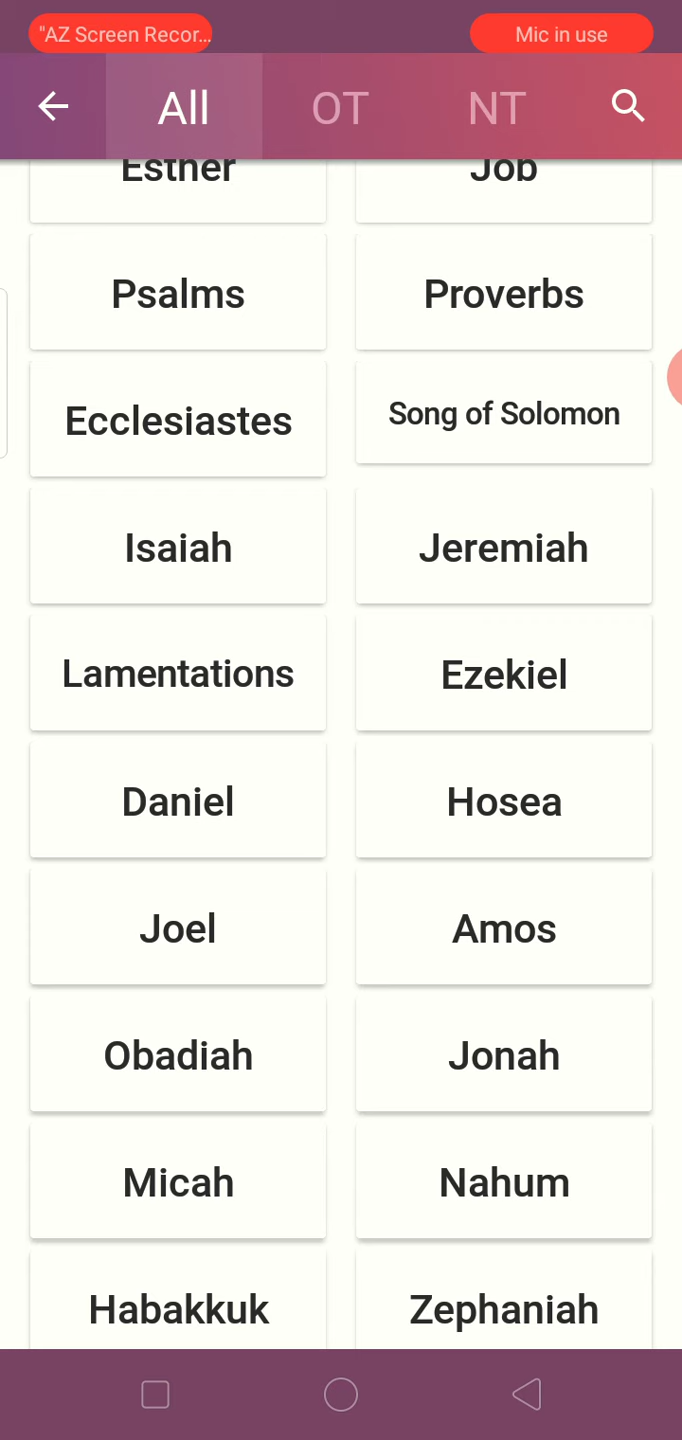 "AZ Screen Recor... Mic in use
All OT NT
Esther Job
Psalms Proverbs
Ecclesiastes Song of Solomon
Isaiah Jeremiah
Lamentations Ezekiel
Daniel Hosea
Joel Amos
Obadiah Jonah
Micah Nahum
Habakkuk Zephaniah